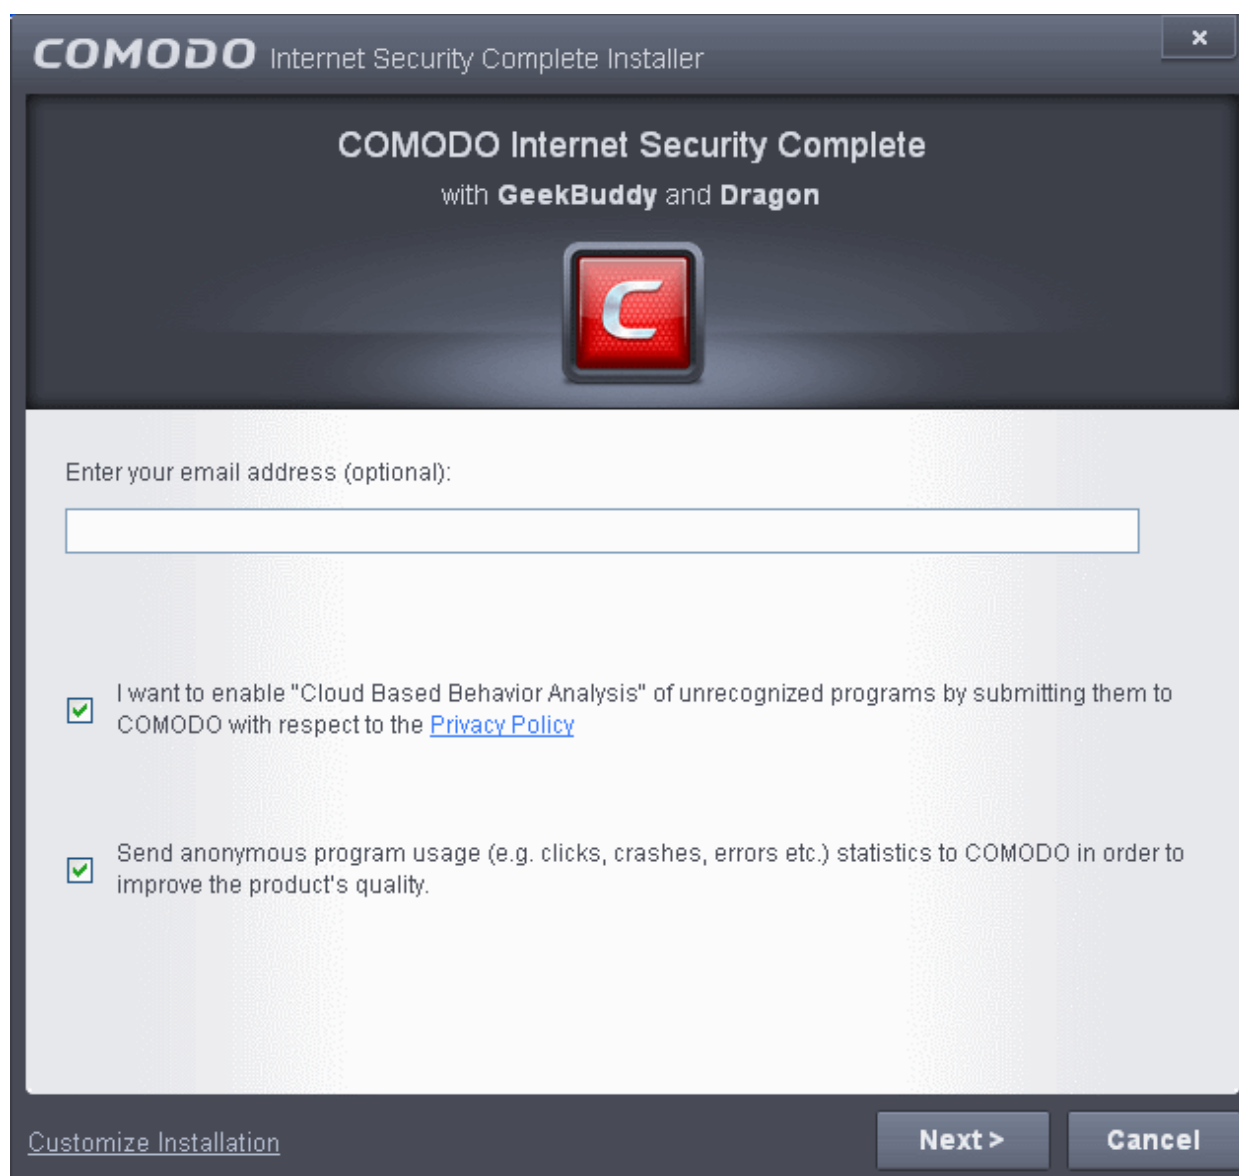 COMODO Internet Security Complete Installer
x
COMODO Internet Security Complete
with GeekBuddy and Dragon
C
Enter your email address (optional):
I want to enable "Cloud Based Behavior Analysis" of unrecognized programs by submitting them to
COMODO with respect to the Privacy Policy
Send anonymous program usage (e.g. clicks, crashes, errors etc.) statistics to COMODO in order to
improve the product's quality.
Customize Installation
Next >
Cancel